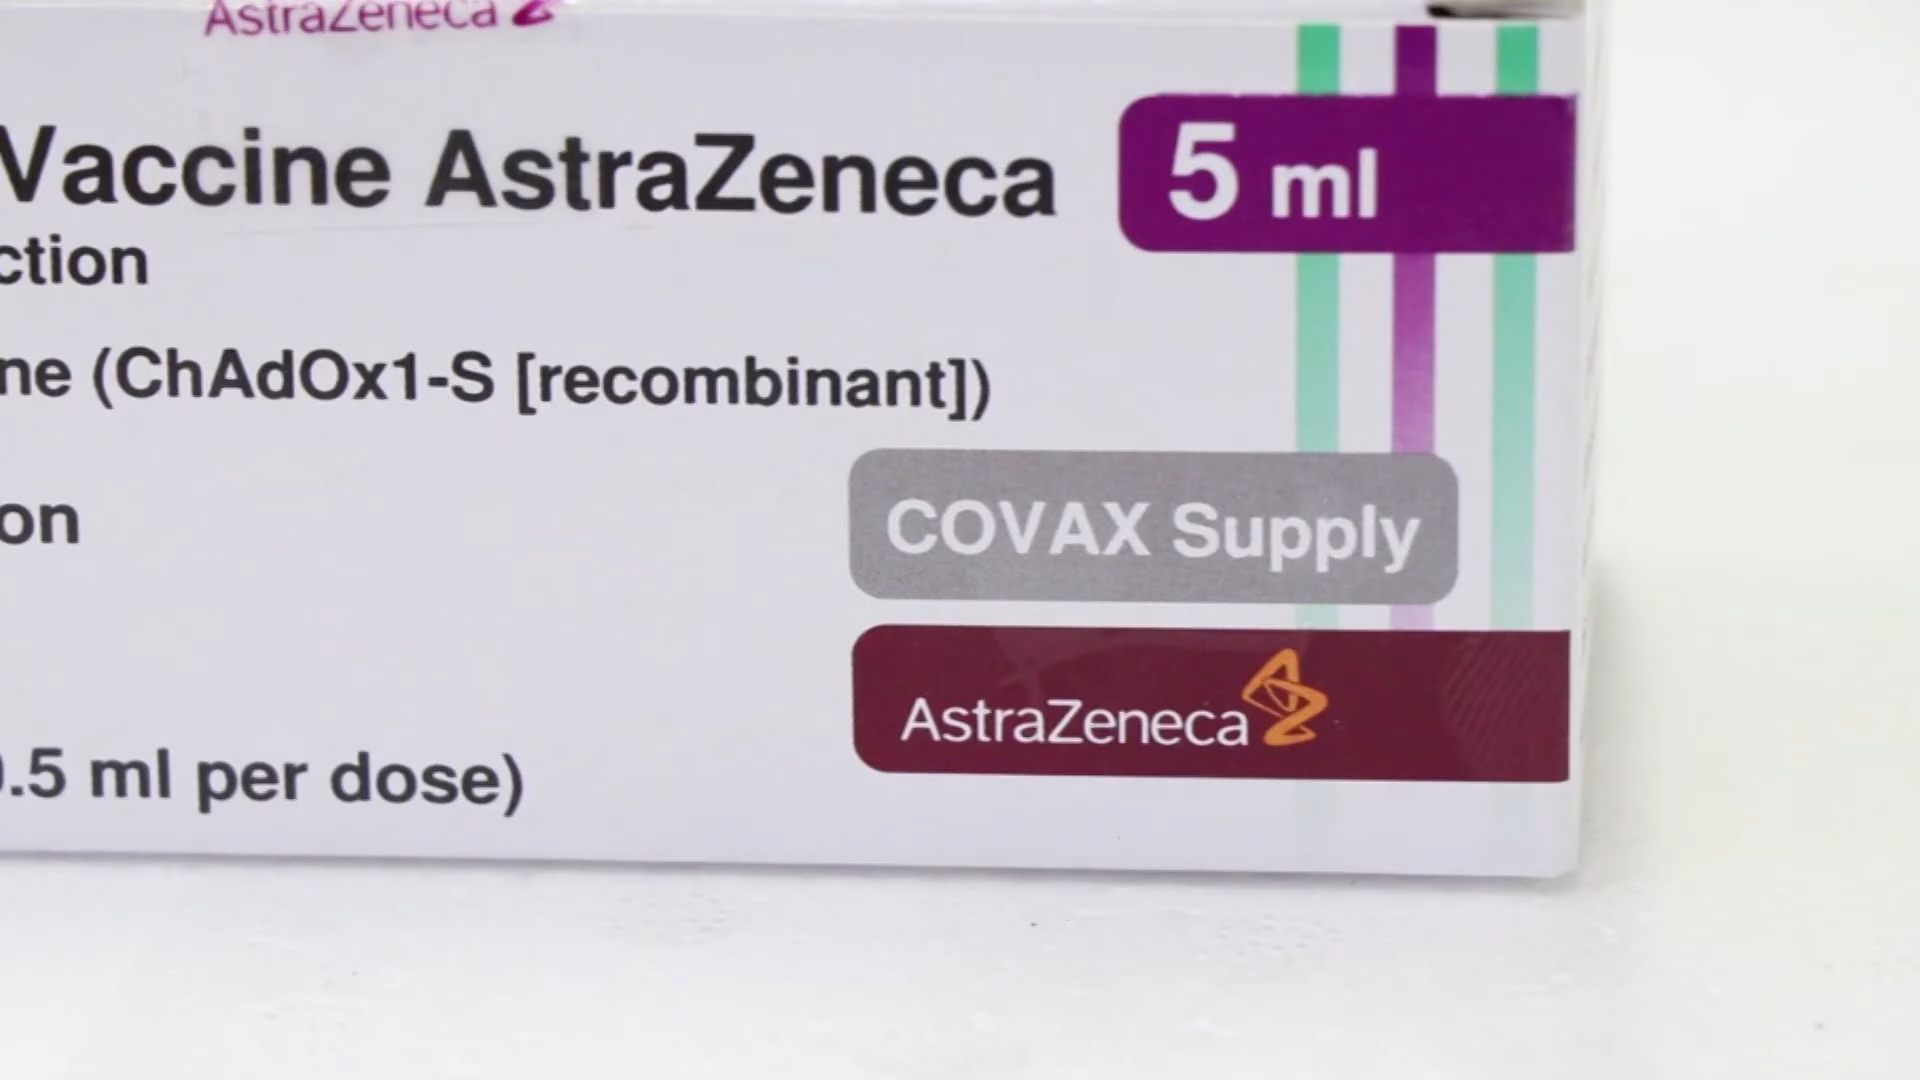 AstraZeneca
Vaccine AstraZeneca
5 ml
ction
ne (ChAdOx1-S [recombinant])
COVAX Supply
on
AstraZeneca
.5 ml per dose)